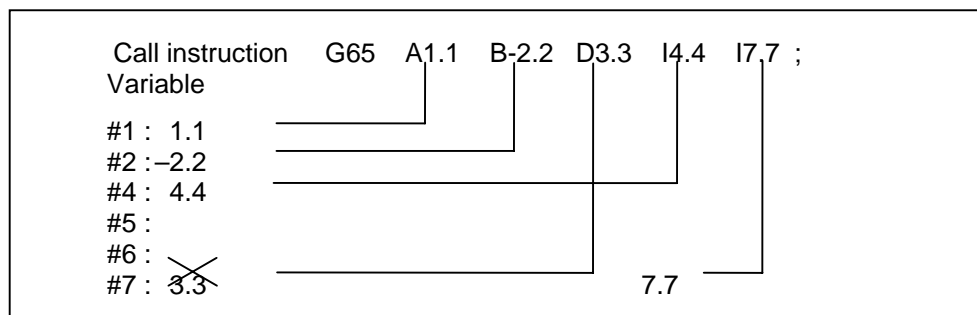 Call instruction G65 A1.1 B-2.2 D3.3 I4.4 I7.7 ;
Variable
#1 : 1.1
#2 :–2.2
#4 : 4.4
#5 :
#6 :
#7 : 3.3 7.7